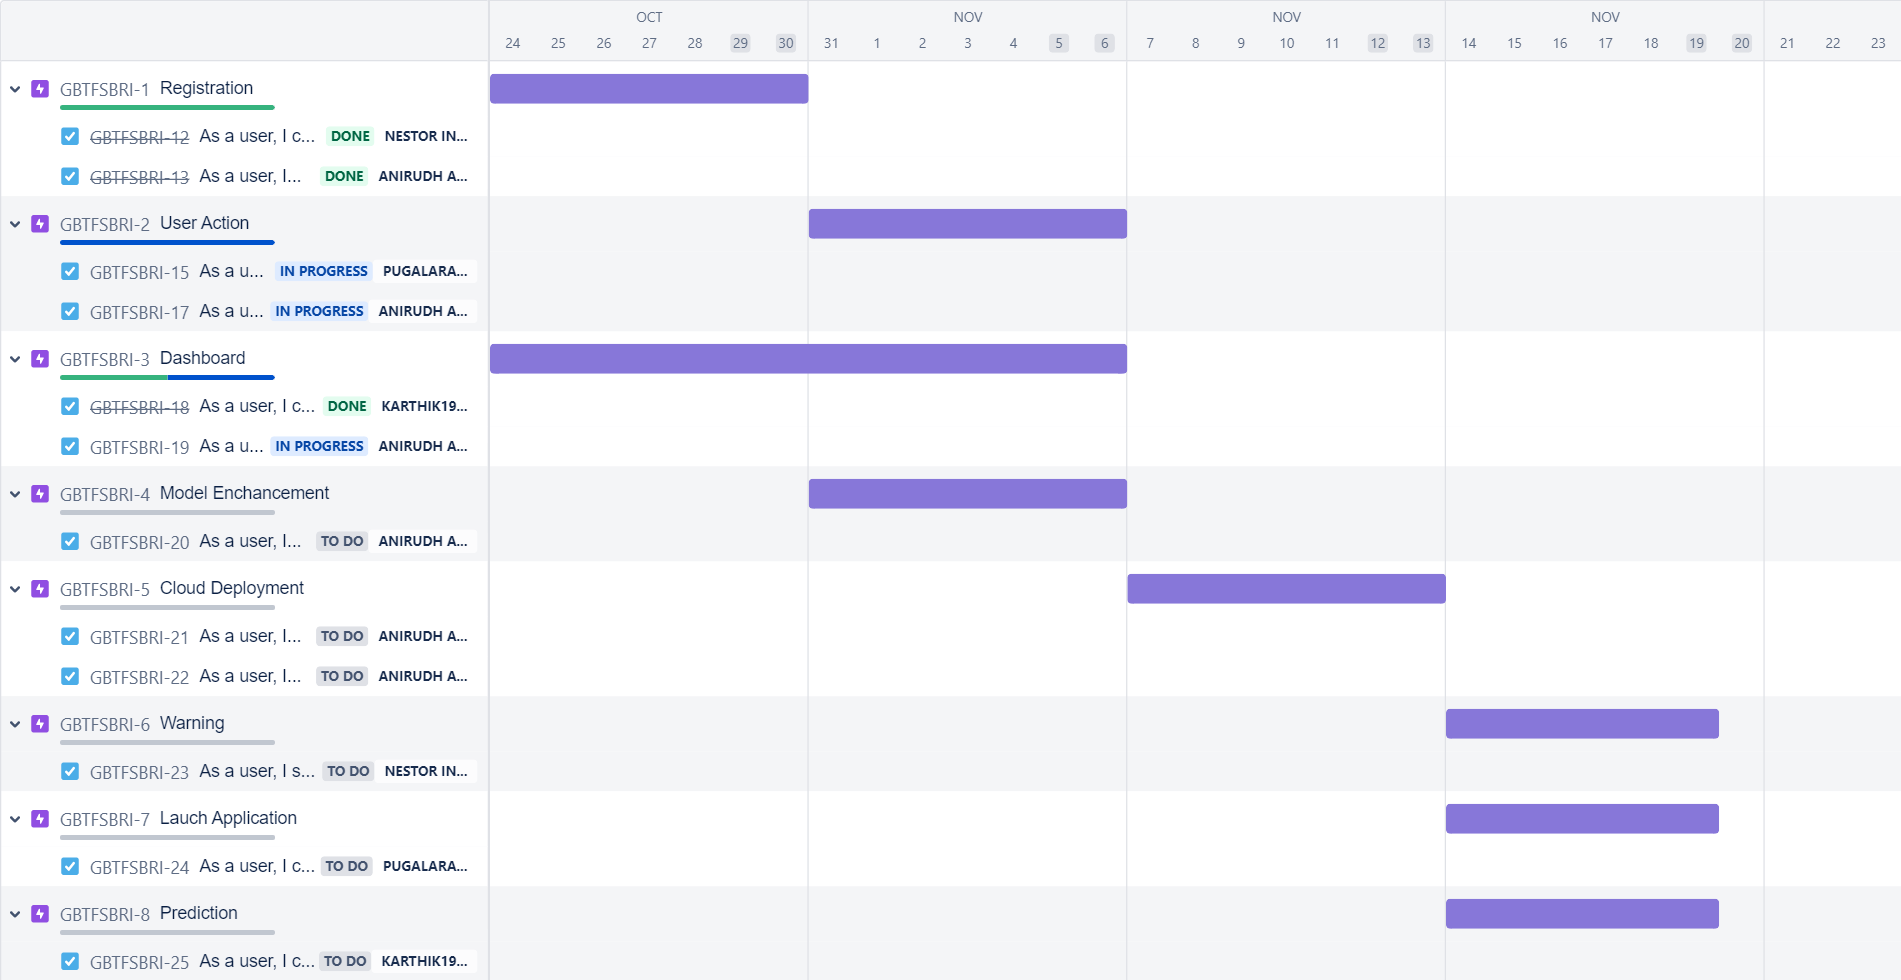 OCT NOV NOV NOV
24 25 26 27 28 29 30 31 1 2 3 4 5 6 7 8 9 10 11 12 13 14 15 16 17 18 19 20 21 22 23
GBTFSBRI-1 Registration
GBTFSBRI-12 As a user, I c... DONE NESTOR IN...
GBTFSBRI-13 As a user, I... DONE ANIRUDH A...
GBTFSBRI-2 User Action
GBTFSBRI-15 As a u... IN PROGRESS PUGALARA...
GBTFSBRI-17 As a u... IN PROGRESS ANIRUDH A...
GBTFSBRI-3 Dashboard
GBTFSBRI-18 As a user, I c... DONE KARTHIK19...
GBTFSBRI-19 As a u... IN PROGRESS ANIRUDH A...
GBTFSBRI-4 Model Enchancement
GBTFSBRI-20 As a user, I... TO DO ANIRUDH A...
GBTFSBRI-5 Cloud Deployment
GBTFSBRI-21 As a user, I... TO DO ANIRUDH A...
GBTFSBRI-22 As a user, I... TO DO ANIRUDH A...
GBTFSBRI-6 Warning
GBTFSBRI-23 As a user, I s... TO DO NESTOR IN...
GBTFSBRI-7 Lauch Application
GBTFSBRI-24 As a user, I c... TO DO PUGALARA...
GBTFSBRI-8 Prediction
GBTFSBRI-25 As a user, I c... TO DO KARTHIK19...